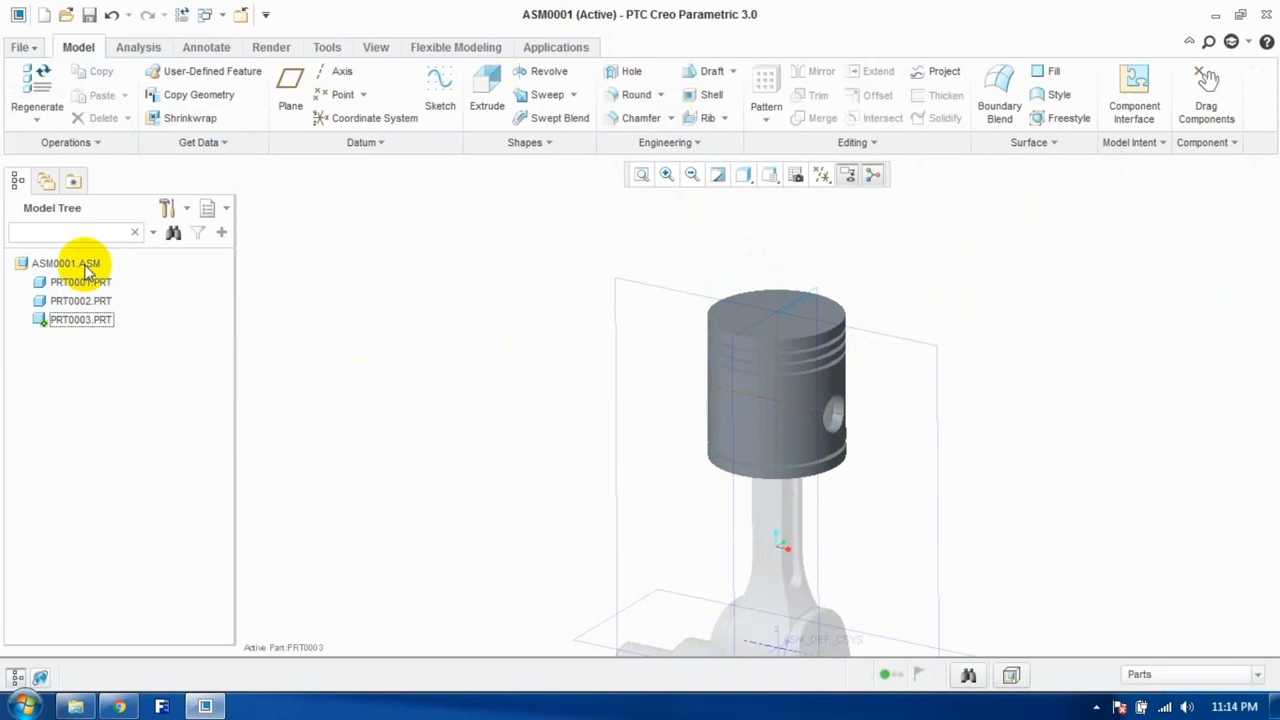 ASM0001 (Active) - PTC Creo Parametric 3.0
File
Model
Analysis
Annotate
Render
Tools
View
Flexible Modeling
Applications
Regenerate
Copy
Paste
Delete
Operations
User-Defined Feature
Copy Geometry
Shrinkwrap
Get Data
Plane
Axis
Point
Coordinate System
Datum
Sketch
Extrude
Revolve
Sweep
Swept Blend
Shapes
Hole
Round
Chamfer
Draft
Shell
Rib
Engineering
Pattern
Mirror
Trim
Merge
Extend
Offset
Intersect
Project
Thicken
Solidify
Editing
Boundary
Blend
Fill
Style
Freestyle
Surface
Component
Interface
Model Intent
Drag
Components
Component
Model Tree
ASM0001.ASM
PRT0001.PRT
PRT0002.PRT
PRT0003.PRT
ASM_DEF_CSYS
Active Part:PRT0003
Parts
11:14 PM